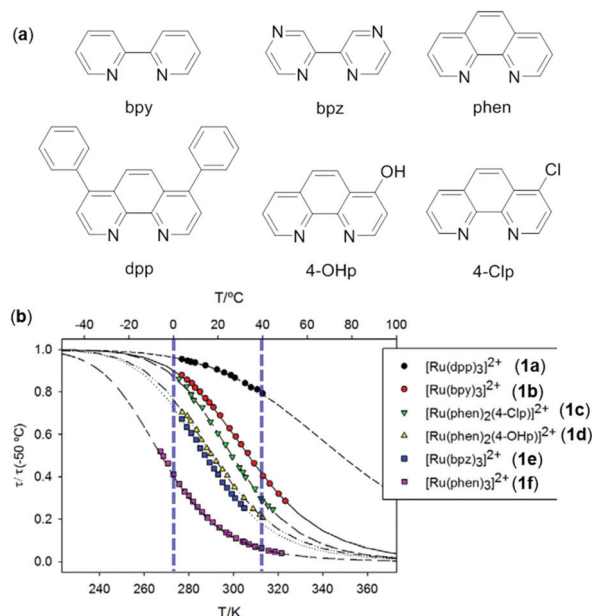 (a)
bpy
bpz
phen
N N
N N N N
N N
OH
Cl
N N
N N
N N
dpp
4-OHp
4-Clp
(b)
T/ºC
-40 -20 0 20 40 60 80 100
τ/τ(-50 ºC)
1.0
0.8
0.6
0.4
0.2
0.0
[Ru(dpp)3]2+ (1a)
[Ru(bpy)3]2+ (1b)
[Ru(phen)2(4-Clp)]2+ (1c)
[Ru(phen)2(4-OHp)]2+ (1d)
[Ru(bpz)3]2+ (1e)
[Ru(phen)3]2+ (1f)
240 260 280 300 320 340 360
T/K